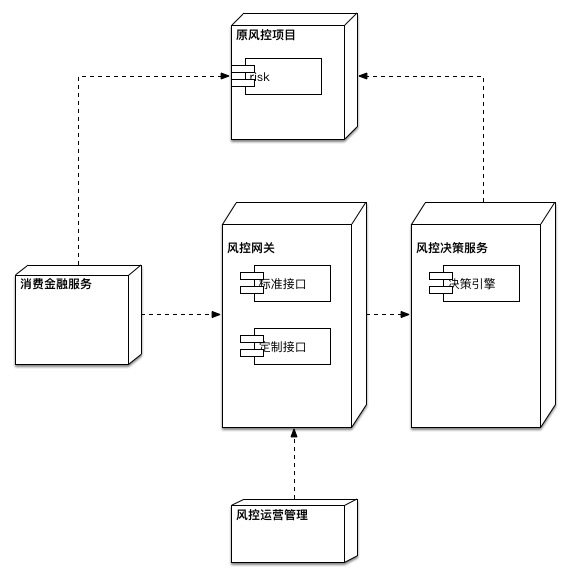 原风控项目
risk
风控网关
标准接口
定制接口
风控决策服务
决策引擎
消费金融服务
风控运营管理